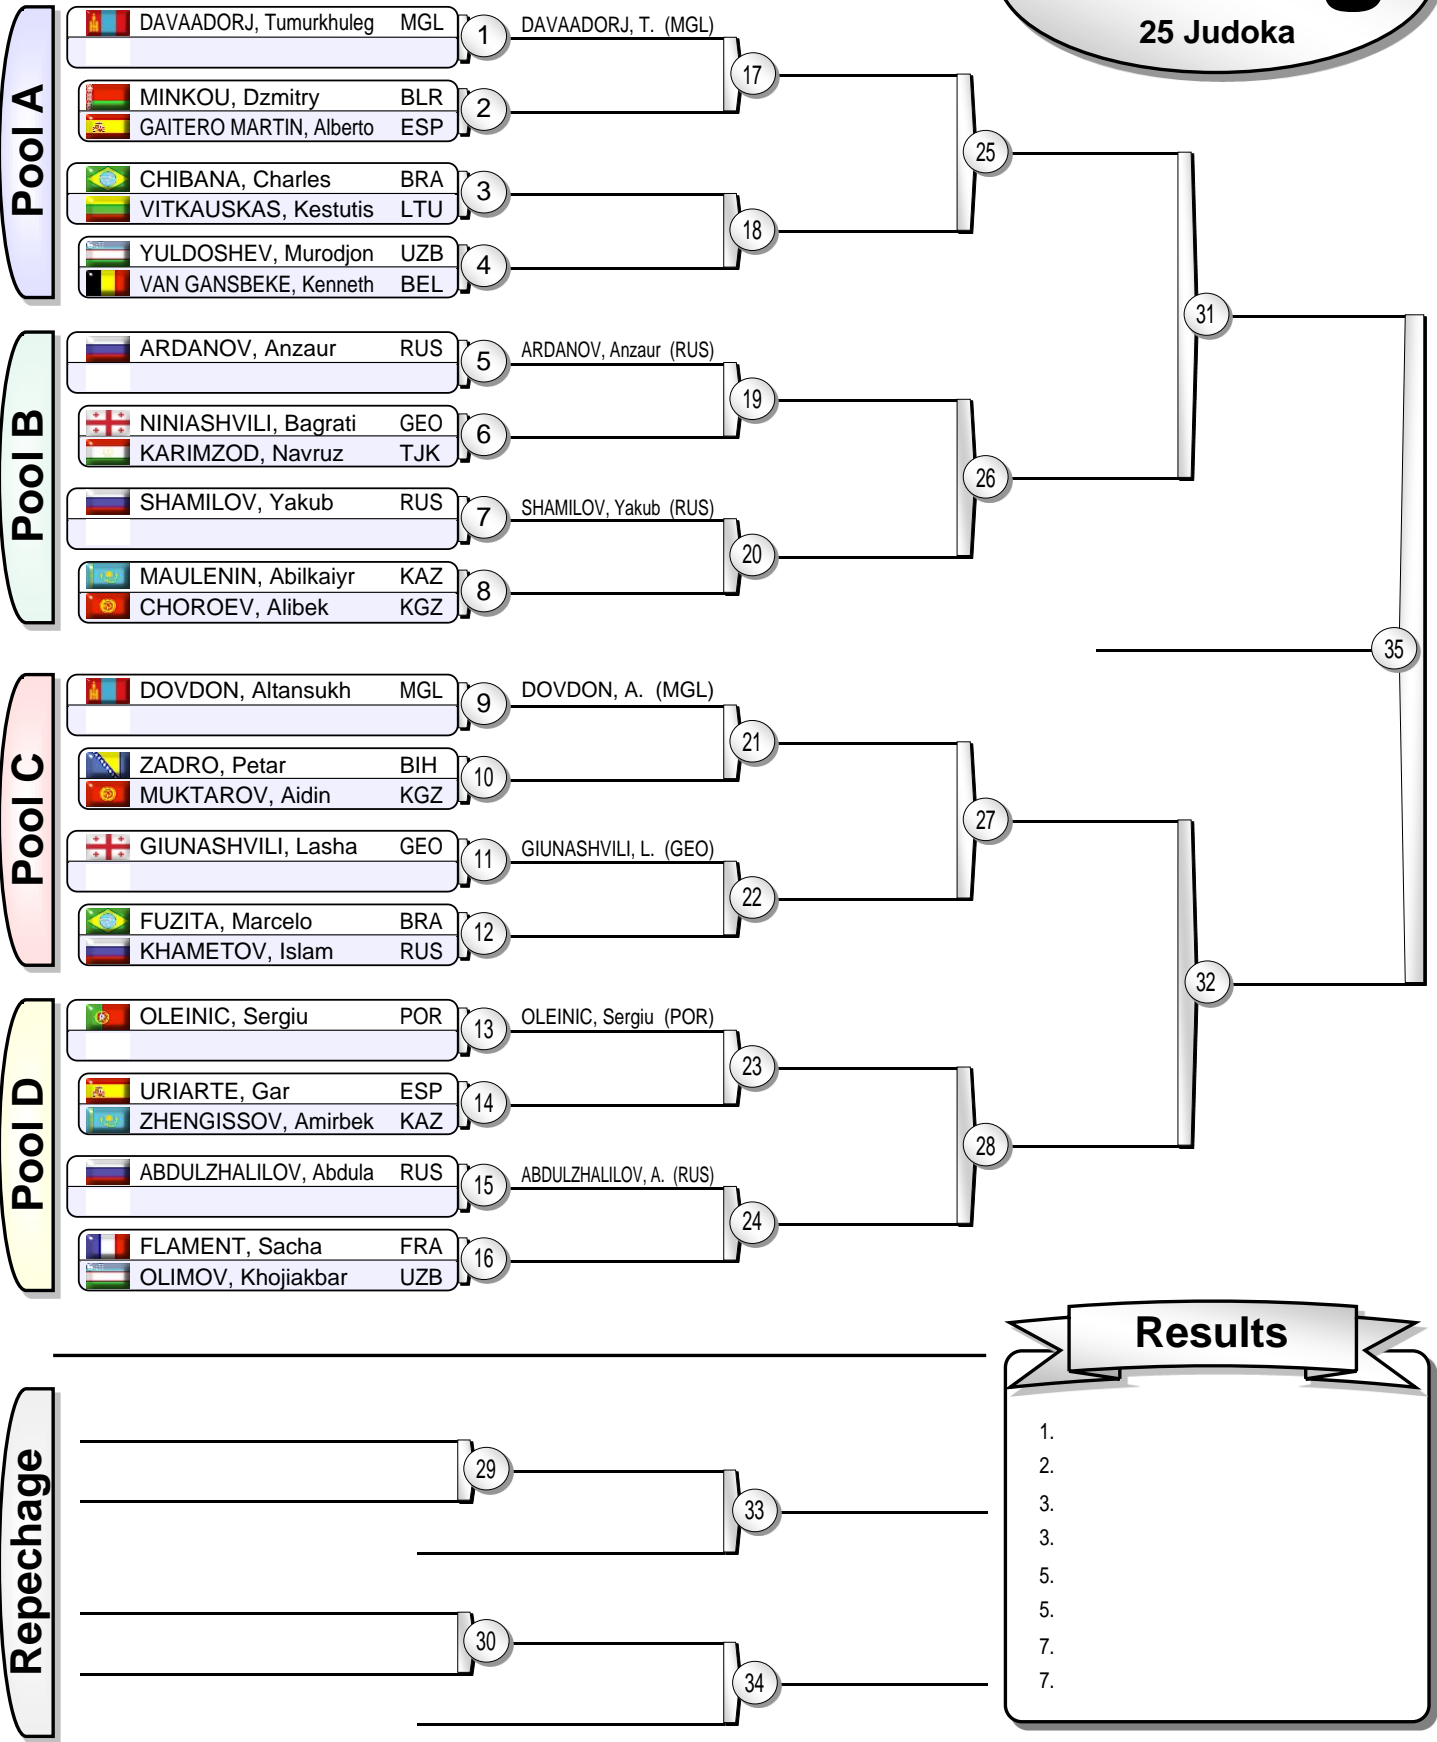 25 Judoka
Pool A
DAVAADORJ, Tumurkhuleg MGL 1 DAVAADORJ, T. (MGL)
17
MINKOU, Dzmitry BLR 2
GAITERO MARTIN, Alberto ESP
25
CHIBANA, Charles BRA 3
VITKAUSKAS, Kestutis LTU
18
YULDOSHEV, Murodjon UZB 4
VAN GANSBEKE, Kenneth BEL
31
Pool B
ARDANOV, Anzaur RUS 5 ARDANOV, Anzaur (RUS)
19
NINIASHVILI, Bagrati GEO 6
KARIMZOD, Navruz TJK
26
SHAMILOV, Yakub RUS 7 SHAMILOV, Yakub (RUS)
20
MAULENIN, Abilkaiyr KAZ 8
CHOROEV, Alibek KGZ
35
Pool C
DOVDON, Altansukh MGL 9 DOVDON, A. (MGL)
21
ZADRO, Petar BIH 10
MUKTAROV, Aidin KGZ
27
GIUNASHVILI, Lasha GEO 11 GIUNASHVILI, L. (GEO)
22
FUZITA, Marcelo BRA 12
KHAMETOV, Islam RUS
32
Pool D
OLEINIC, Sergiu POR 13 OLEINIC, Sergiu (POR)
23
URIARTE, Gar ESP 14
ZHENGISSOV, Amirbek KAZ
28
ABDULZHALILOV, Abdula RUS 15 ABDULZHALILOV, A. (RUS)
24
FLAMENT, Sacha FRA 16
OLIMOV, Khojiakbar UZB
Repechage
29
33
30
34
Results
1.
2.
3.
3.
5.
5.
7.
7.